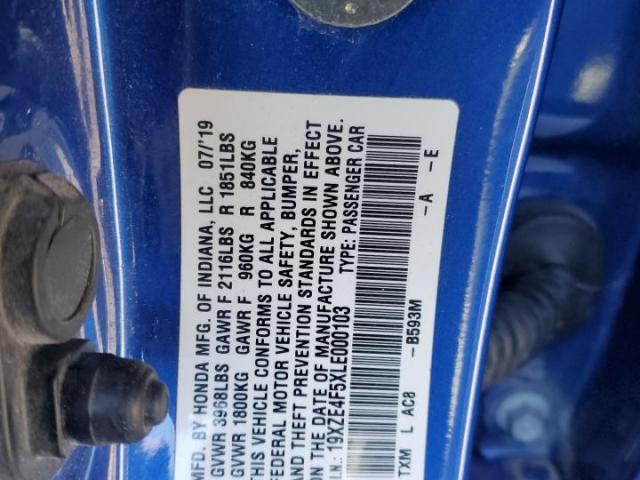 MFD. BY HONDA MFG. OF INDIANA, LLC 07/'19
GVWR 3968LBS GAWR F 2116LBS R 1851LBS
GVWR 1800KG GAWR F 960KG R 840KG
THIS VEHICLE CONFORMS TO ALL APPLICABLE
FEDERAL MOTOR VEHICLE SAFETY, BUMPER,
AND THEFT PREVENTION STANDARDS IN EFFECT
ON THE DATE OF MANUFACTURE SHOWN ABOVE.
V.I.N.: 19XZE4F5XLE000103 TYPE: PASSENGER CAR
TXM L AC8 -B593M -A -E